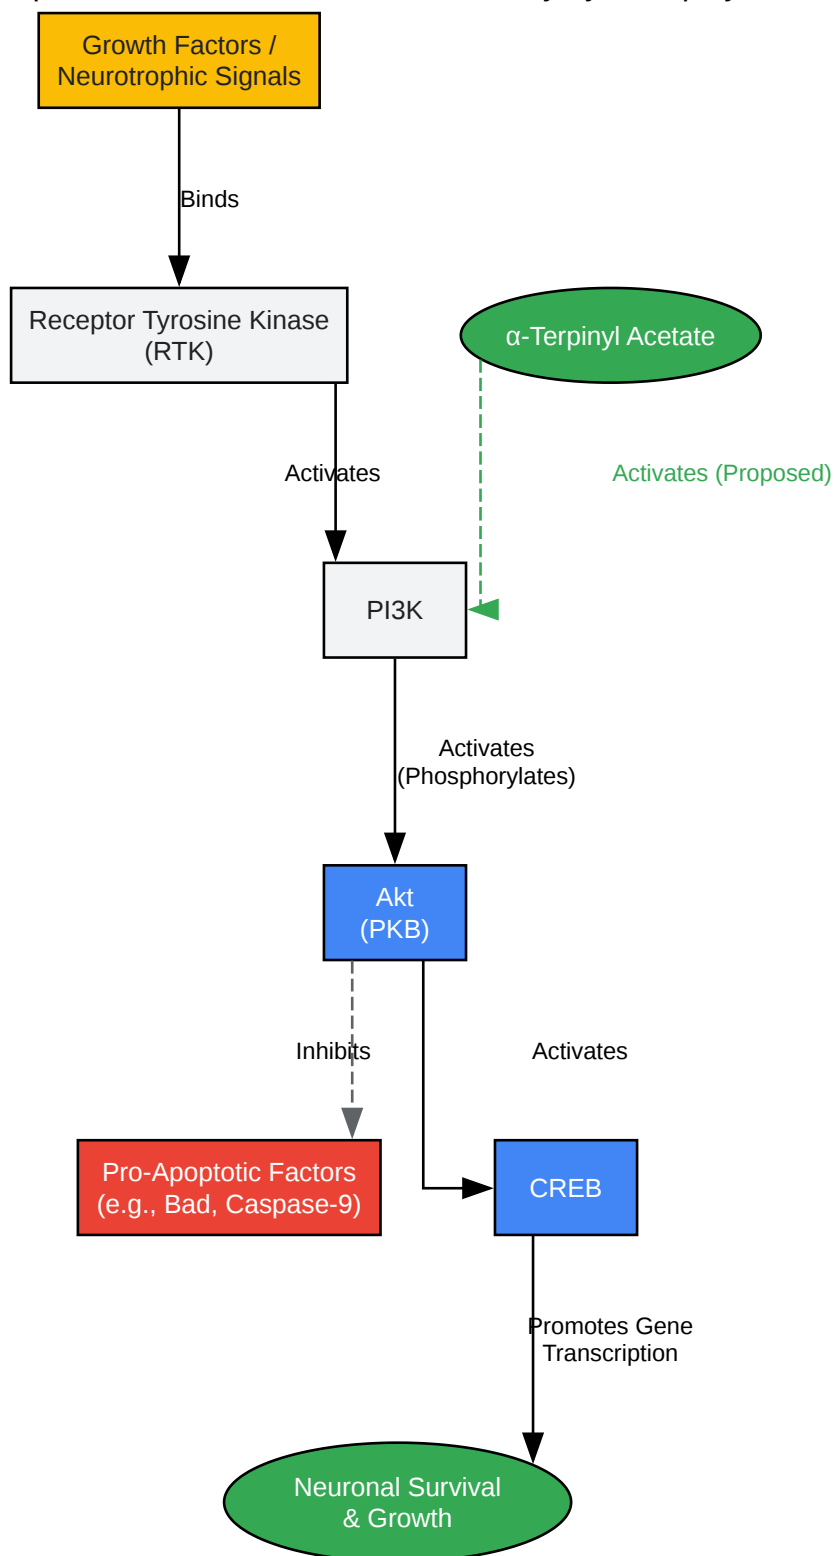 Growth Factors /
Neurotrophic Signals
Binds
Receptor Tyrosine Kinase
(RTK)
α-Terpinyl Acetate
Activates
Activates (Proposed)
PI3K
Activates
(Phosphorylates)
Akt
(PKB)
Inhibits
Activates
Pro-Apoptotic Factors
(e.g., Bad, Caspase-9)
CREB
Promotes Gene
Transcription
Neuronal Survival
& Growth